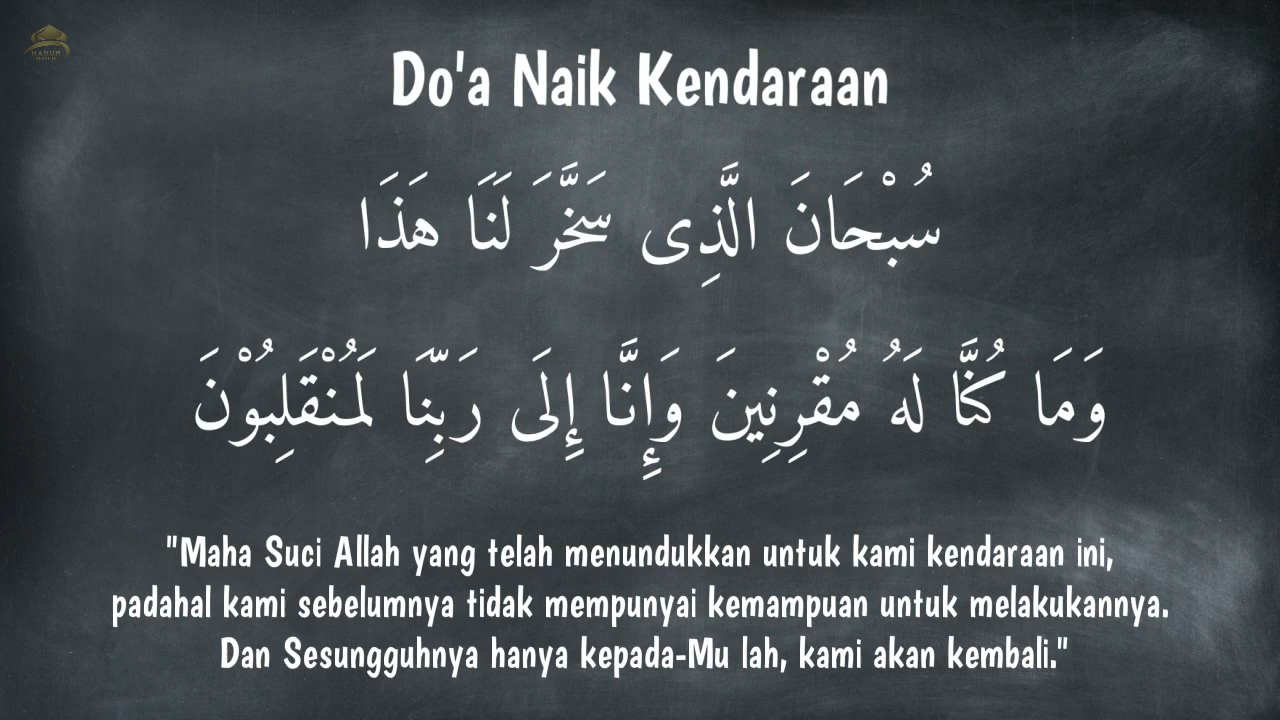 HANUM
Do'a Naik Kendaraan
سُبْحَانَ الَّذِى سَخَّرَ لَنَا هَذَا
وَمَا كُنَّا لَهُ مُقْرِنِينَ وَإِنَّا إِلَى رَبِّنَا لَمُنْقَلِبُوْنَ
"Maha Suci Allah yang telah menundukkan untuk kami kendaraan ini,
padahal kami sebelumnya tidak mempunyai kemampuan untuk melakukannya.
Dan Sesungguhnya hanya kepada-Mu lah, kami akan kembali."